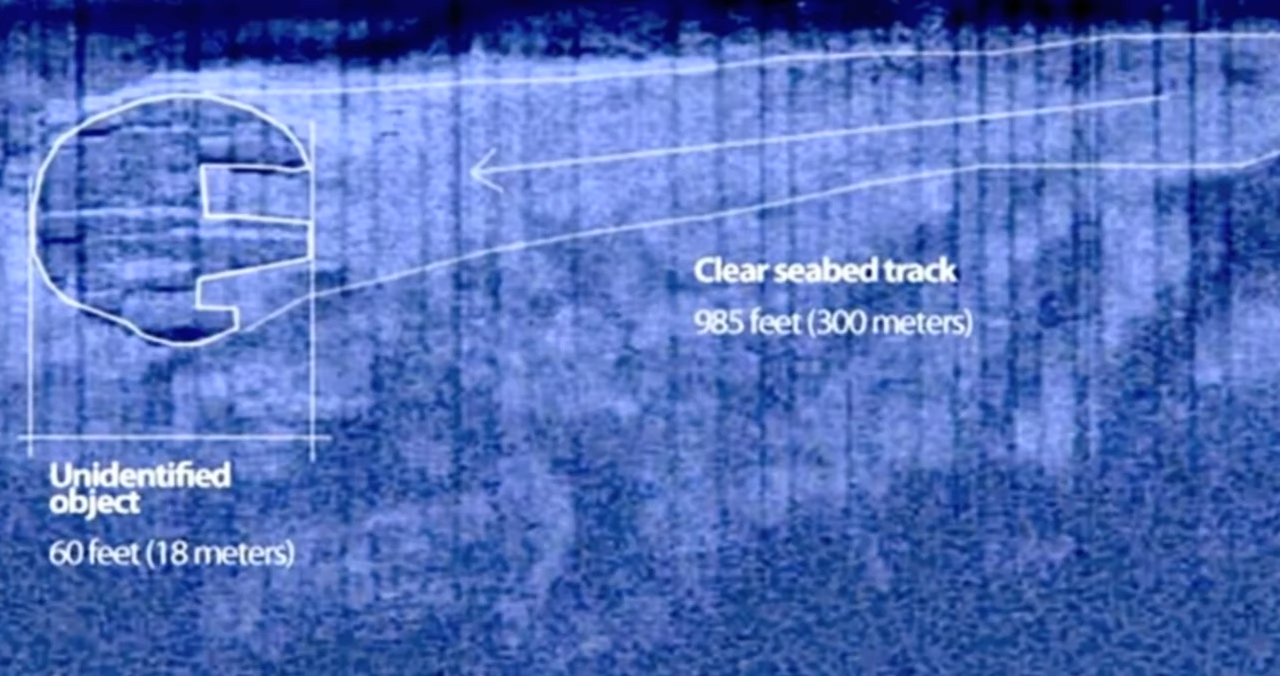 Clear seabed track
985 feet (300 meters)
Unidentified
object
60 feet (18 meters)